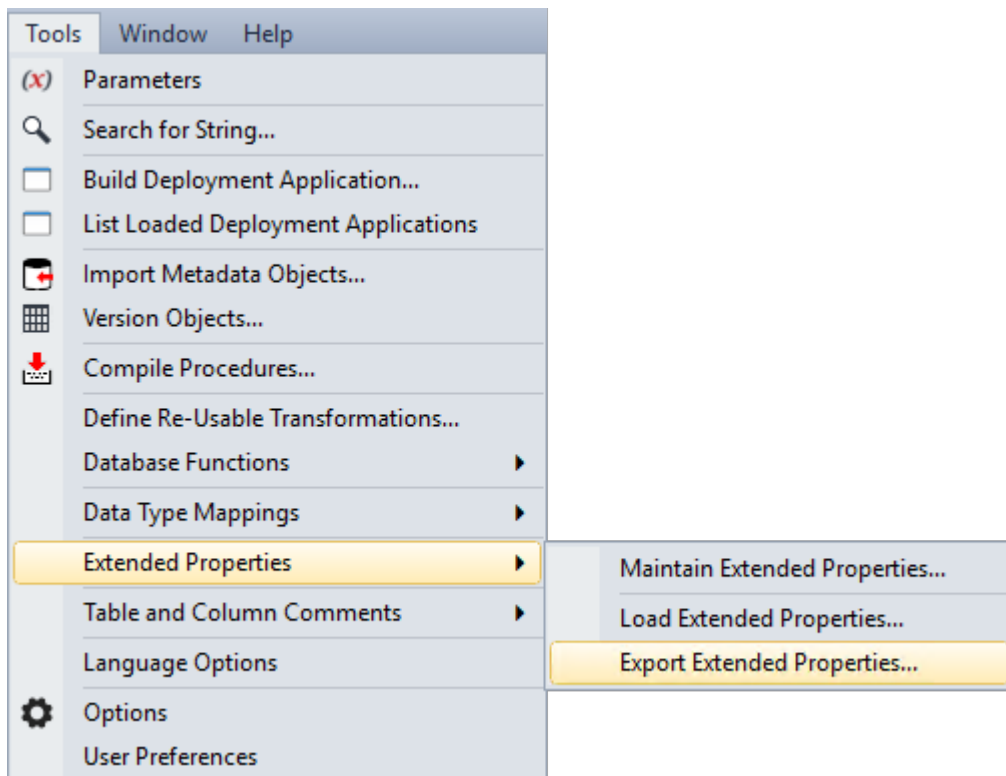 Tools Window Help
(x) Parameters
Search for String...
Build Deployment Application...
List Loaded Deployment Applications
Import Metadata Objects...
Version Objects...
Compile Procedures...
Define Re-Usable Transformations...
Database Functions
Data Type Mappings
Extended Properties
Maintain Extended Properties...
Load Extended Properties...
Export Extended Properties...
Table and Column Comments
Language Options
Options
User Preferences